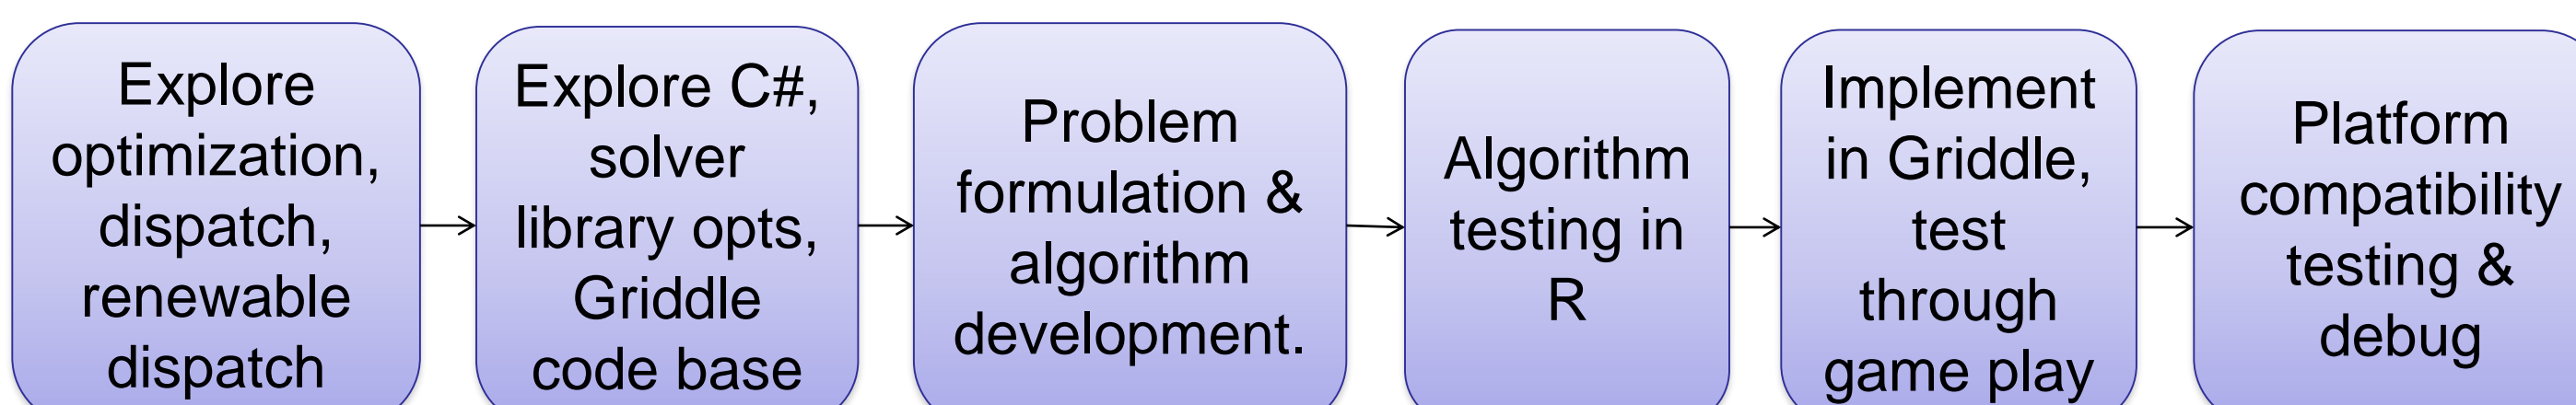 Explore
optimization,
dispatch,
renewable
dispatch
Explore C#,
solver
library opts,
Griddle
code base
Problem
formulation &
algorithm
development.
Algorithm
testing in
R
Implement
in Griddle,
test
through
game play
Platform
compatibility
testing &
debug